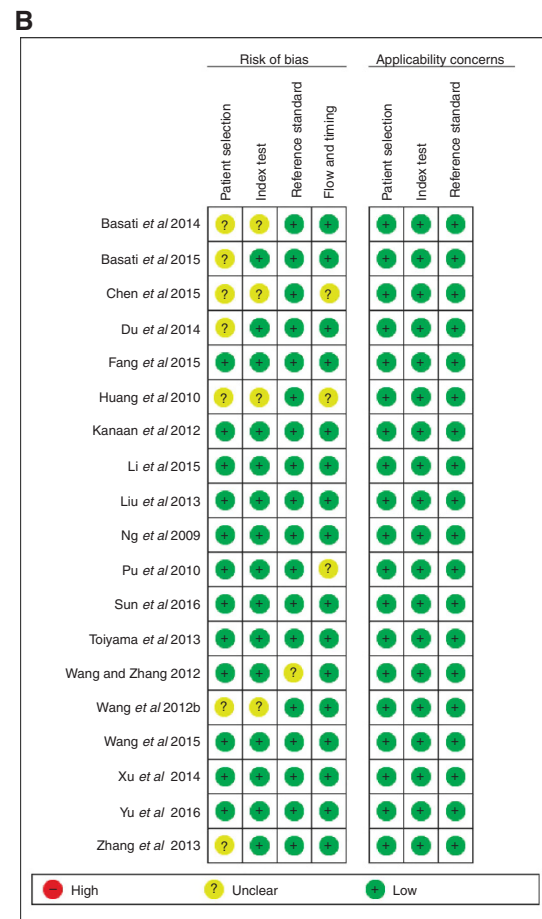 B
Risk of bias Applicability concerns
Patient selection Index test Reference standard Flow and timing Patient selection Index test Reference standard
Basati et al 2014 ? ? + + + + +
Basati et al 2015 ? + + + + + +
Chen et al 2015 ? ? + ? + + +
Du et al 2014 ? + + + + + +
Fang et al 2015 + + + + + + +
Huang et al 2010 ? ? + ? + + +
Kanaan et al 2012 + + + + + + +
Li et al 2015 + + + + + + +
Liu et al 2013 + + + + + + +
Ng et al 2009 + + + + + + +
Pu et al 2010 + + + ? + + +
Sun et al 2016 + + + + + + +
Toiyama et al 2013 + + + + + + +
Wang and Zhang 2012 + + ? + + + +
Wang et al 2012b ? ? + + + + +
Wang et al 2015 + + + + + + +
Xu et al 2014 + + + + + + +
Yu et al 2016 + + + + + + +
Zhang et al 2013 ? + + + + + +
− High ? Unclear + Low